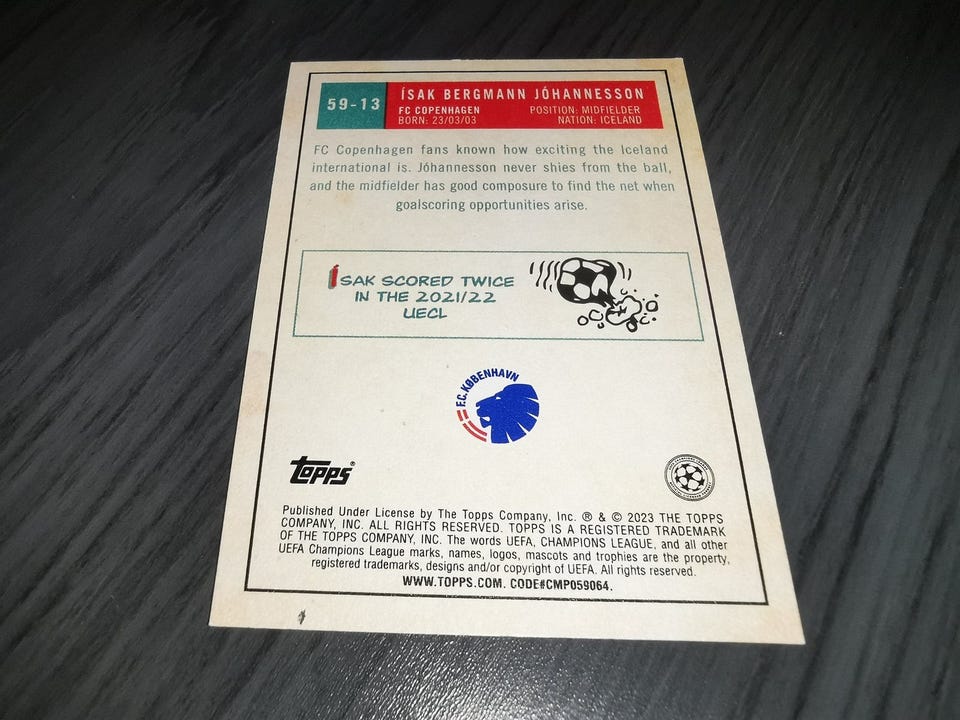 59-13
ÍSAK BERGMANN JÓHANNESSON
FC COPENHAGEN
POSITION: MIDFIELDER
BORN: 23/03/03
NATION: ICELAND
FC Copenhagen fans known how exciting the Iceland
international is. Jóhannesson never shies from the ball,
and the midfielder has good composure to find the net when
goalscoring opportunities arise.
ÍSAK SCORED TWICE
IN THE 2021/22
UECL
F.C. KØBENHAVN
TOPPS®
Published Under License by The Topps Company, Inc. ® & © 2023 THE TOPPS
COMPANY, INC. ALL RIGHTS RESERVED. TOPPS IS A REGISTERED TRADEMARK
OF THE TOPPS COMPANY, INC. The words UEFA, CHAMPIONS LEAGUE, and all other
UEFA Champions League marks, names, logos, mascots and trophies are the property,
registered trademarks, designs and/or copyright of UEFA. All rights reserved.
WWW.TOPPS.COM. CODE#CMP059064.